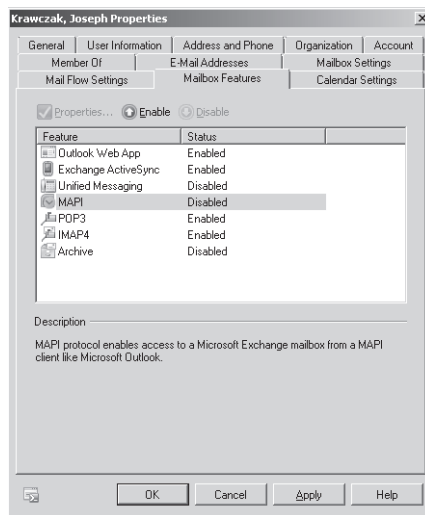 Krawczak, Joseph Properties
General User Information Address and Phone Organization Account
Member Of E-Mail Addresses Mailbox Settings
Mail Flow Settings Mailbox Features Calendar Settings
Properties... Enable Disable
Feature Status
Outlook Web App Enabled
Exchange ActiveSync Enabled
Unified Messaging Disabled
MAPI Disabled
POP3 Enabled
IMAP4 Enabled
Archive Disabled
Description
MAPI protocol enables access to a Microsoft Exchange mailbox from a MAPI
client like Microsoft Outlook.
OK Cancel Apply Help